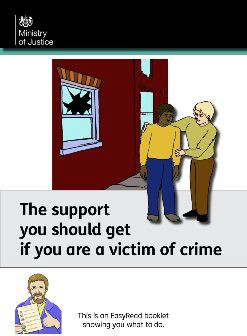 Ministry
of Justice
The support
you should get
if you are a victim of crime
This is an EasyRead booklet
showing you what to do.